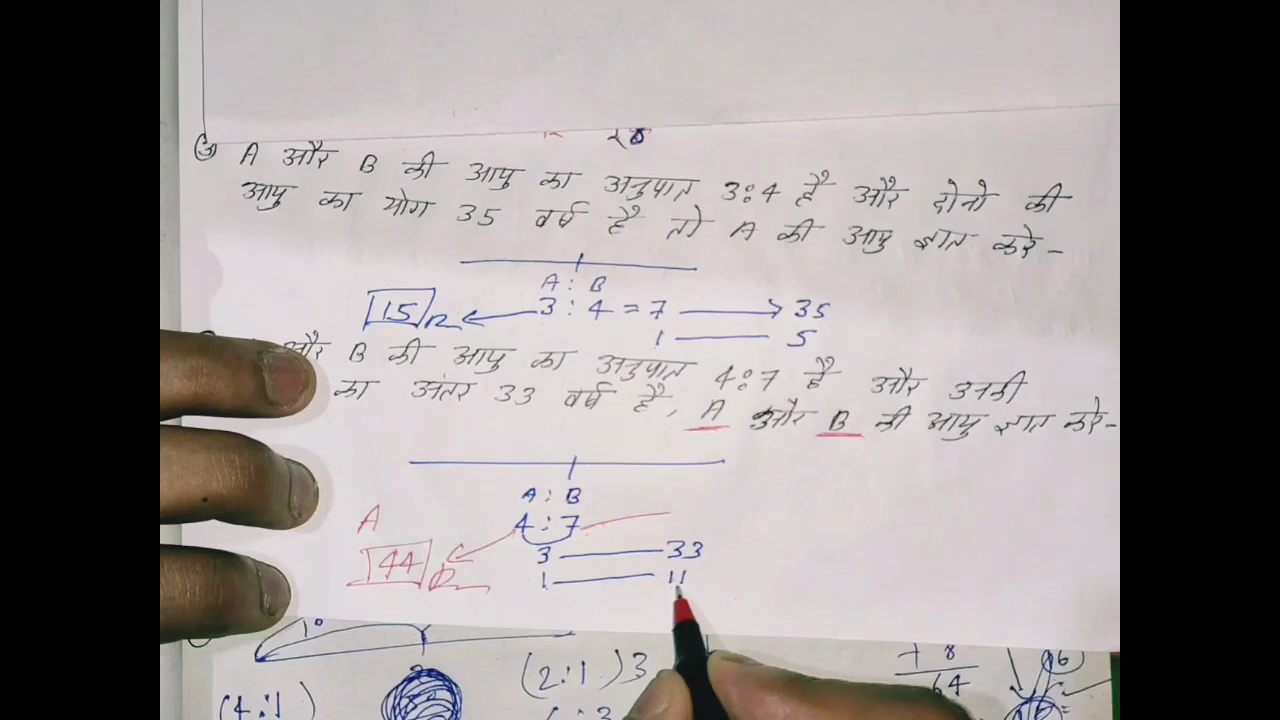 A और B की आयु का अनुपात 3:4 है और दोनो की
आयु का योग 35 वर्ष है तो A की आयु ज्ञात करे-
A : B
15 3 : 4 = 7 35
1 5
और B की आयु का अनुपात 4:7 है और उनकी
का अंतर 33 वर्ष है, A और B की आयु ज्ञात करे-
A : B
A 4 : 7
44 3 33
1 11
1°
(2:1)3
+ 8
64
(4:1)